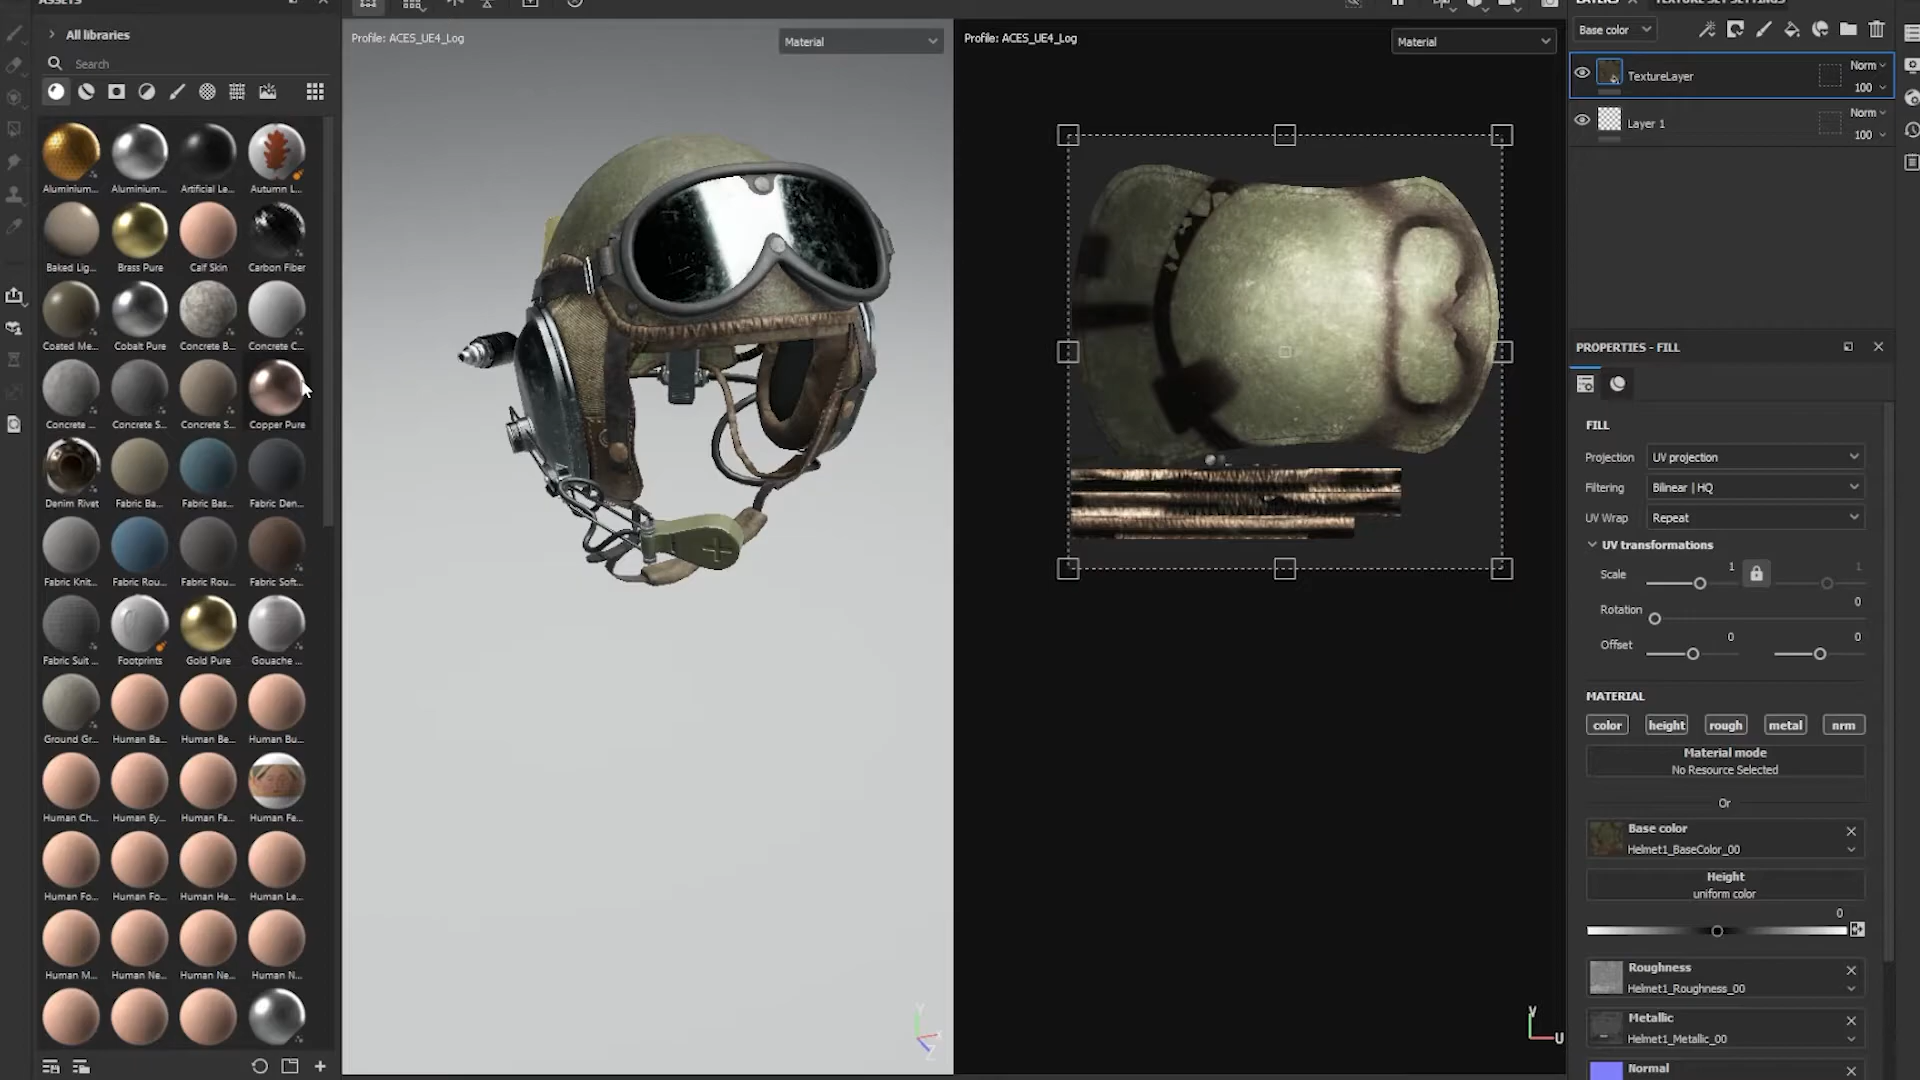 ASSETS
All libraries
Search
Aluminium...
Aluminium...
Artificial Le...
Autumn L...
Baked Lig...
Brass Pure
Calf Skin
Carbon Fiber
Coated Me...
Cobalt Pure
Concrete B...
Concrete C...
Concrete ...
Concrete S...
Concrete S...
Copper Pure
Denim Rivet
Fabric Ba...
Fabric Bas...
Fabric Den...
Fabric Knit...
Fabric Rou...
Fabric Rou...
Fabric Soft...
Fabric Suit ...
Footprints
Gold Pure
Gouache ...
Ground Gr...
Human Ba...
Human Be...
Human Bu...
Human Ch...
Human Ey...
Human Fa...
Human Fe...
Human Fo...
Human Fo...
Human He...
Human Le...
Human M...
Human Ne...
Human Ne...
Human N...
Profile: ACES_UE4_Log
Material
Y
X
Z
Profile: ACES_UE4_Log
Material
V
U
LAYERS
TEXTURE SET SETTINGS
Base color
TextureLayer
Norm
100
Layer 1
Norm
100
PROPERTIES - FILL
FILL
Projection
UV projection
Filtering
Bilinear | HQ
UV Wrap
Repeat
UV transformations
Scale
1
1
Rotation
0
Offset
0
0
MATERIAL
color
height
rough
metal
nrm
Material mode
No Resource Selected
Or
Base color
Helmet1_BaseColor_00
Height
uniform color
0
Roughness
Helmet1_Roughness_00
Metallic
Helmet1_Metallic_00
Normal